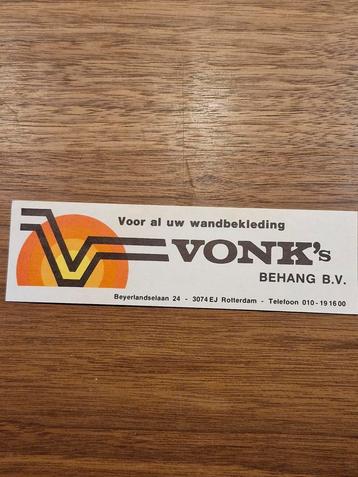 Voor al uw wandbekleding
VONK's
BEHANG B.V.
Beyerlandselaan 24 - 3074 EJ Rotterdam - Telefoon 010 - 19 16 00